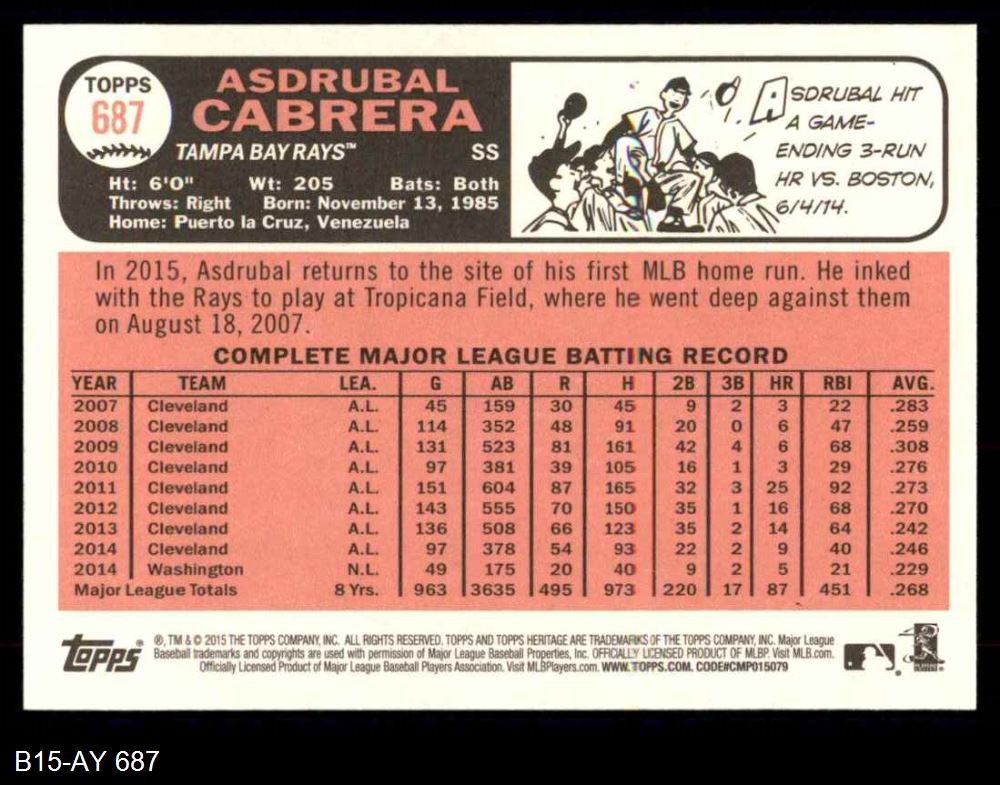 TOPPS
687
ASDRUBAL
CABRERA
TAMPA BAY RAYS™ SS
Ht: 6'0" Wt: 205 Bats: Both
Throws: Right Born: November 13, 1985
Home: Puerto la Cruz, Venezuela
ASDRUBAL HIT
A GAME-
ENDING 3-RUN
HR VS. BOSTON,
6/4/14.
In 2015, Asdrubal returns to the site of his first MLB home run. He inked
with the Rays to play at Tropicana Field, where he went deep against them
on August 18, 2007.
COMPLETE MAJOR LEAGUE BATTING RECORD
YEAR TEAM LEA. G AB R H 2B 3B HR RBI AVG.
2007 Cleveland A.L. 45 159 30 45 9 2 3 22 .283
2008 Cleveland A.L. 114 352 48 91 20 0 6 47 .259
2009 Cleveland A.L. 131 523 81 161 42 4 6 68 .308
2010 Cleveland A.L. 97 381 39 105 16 1 3 29 .276
2011 Cleveland A.L. 151 604 87 165 32 3 25 92 .273
2012 Cleveland A.L. 143 555 70 150 35 1 16 68 .270
2013 Cleveland A.L. 136 508 66 123 35 2 14 64 .242
2014 Cleveland A.L. 97 378 54 93 22 2 9 40 .246
2014 Washington N.L. 49 175 20 40 9 2 5 21 .229
Major League Totals 8 Yrs. 963 3635 495 973 220 17 87 451 .268
Topps
®, TM & © 2015 THE TOPPS COMPANY, INC. ALL RIGHTS RESERVED. TOPPS AND TOPPS HERITAGE ARE TRADEMARKS OF THE TOPPS COMPANY, INC. Major League
Baseball trademarks and copyrights are used with permission of Major League Baseball Properties, Inc. OFFICIALLY LICENSED PRODUCT OF MLBP. Visit MLB.com.
Officially Licensed Product of Major League Baseball Players Association. Visit MLBPlayers.com. WWW.TOPPS.COM. CODE#CMP015079
B15-AY 687